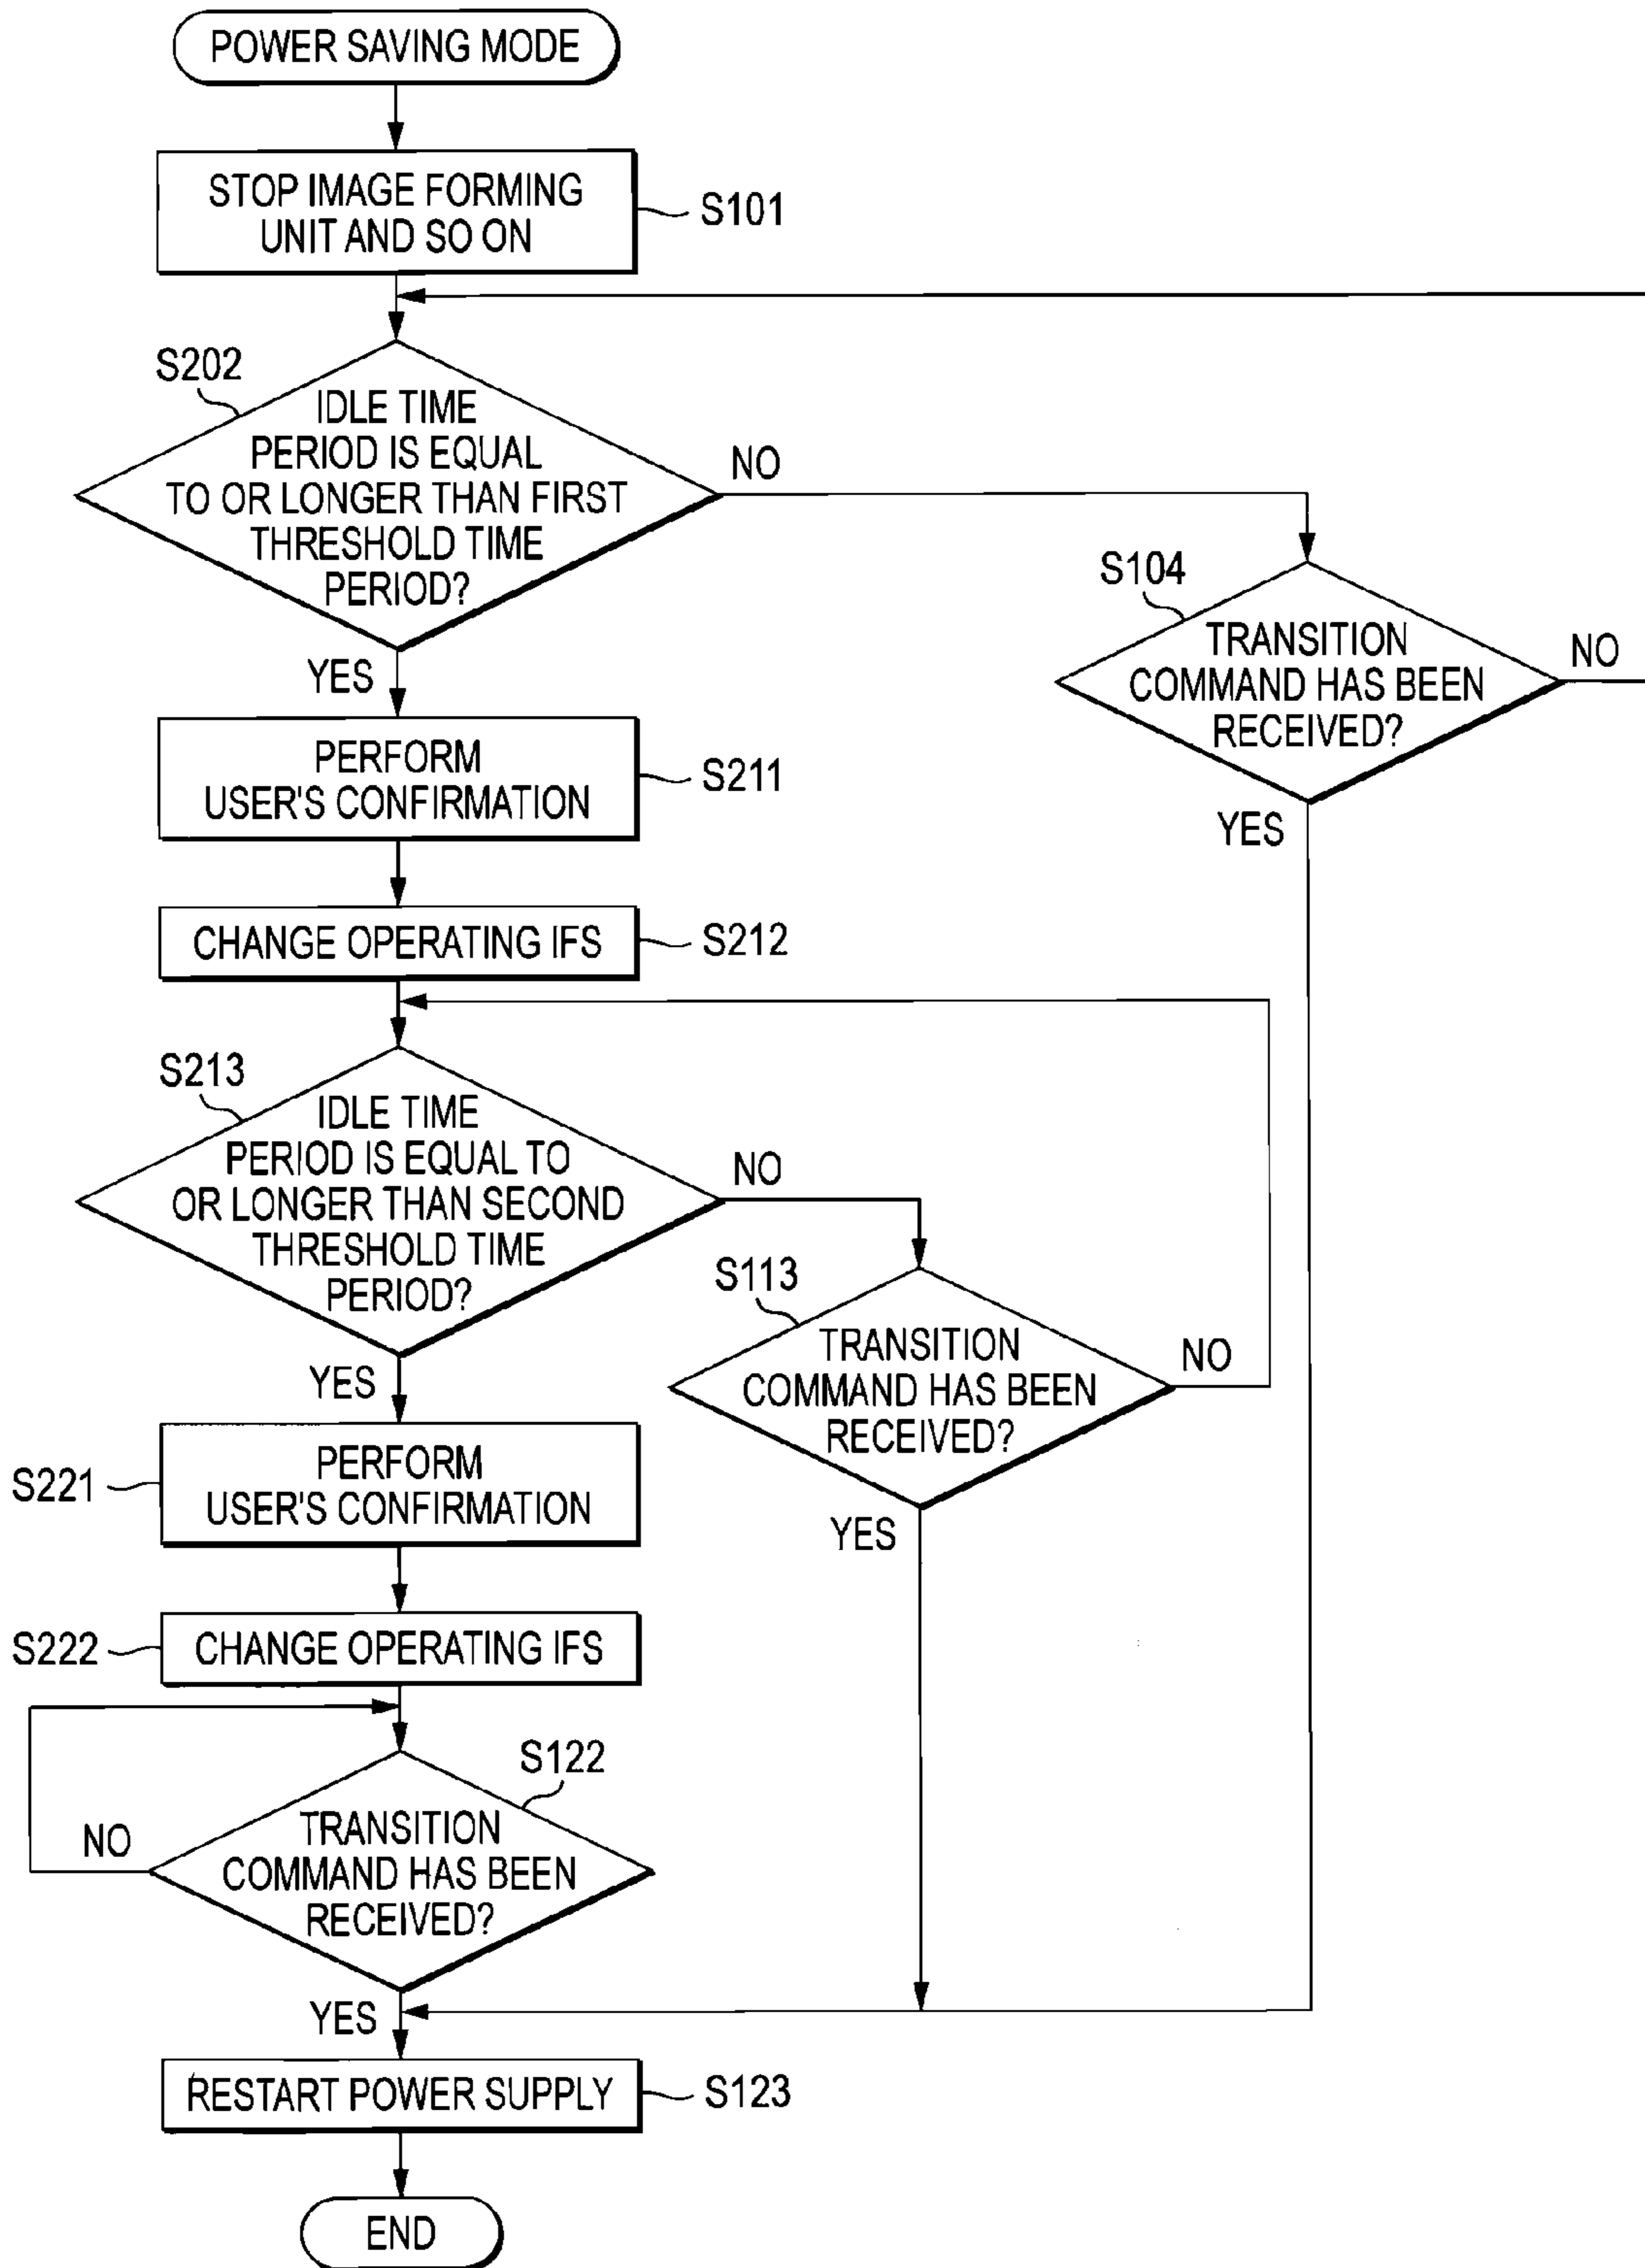 POWER SAVING MODE
STOP IMAGE FORMING
UNIT AND SO ON
S101
S202
IDLE TIME
PERIOD IS EQUAL
TO OR LONGER THAN FIRST
THRESHOLD TIME
PERIOD?
NO
YES
S104
TRANSITION
COMMAND HAS BEEN
RECEIVED?
NO
YES
PERFORM
USER'S CONFIRMATION
S211
CHANGE OPERATING IFS
S212
S213
IDLE TIME
PERIOD IS EQUAL TO
OR LONGER THAN SECOND
THRESHOLD TIME
PERIOD?
NO
YES
S113
TRANSITION
COMMAND HAS BEEN
RECEIVED?
NO
YES
S221
PERFORM
USER'S CONFIRMATION
S222
CHANGE OPERATING IFS
S122
TRANSITION
COMMAND HAS BEEN
RECEIVED?
NO
YES
RESTART POWER SUPPLY
S123
END